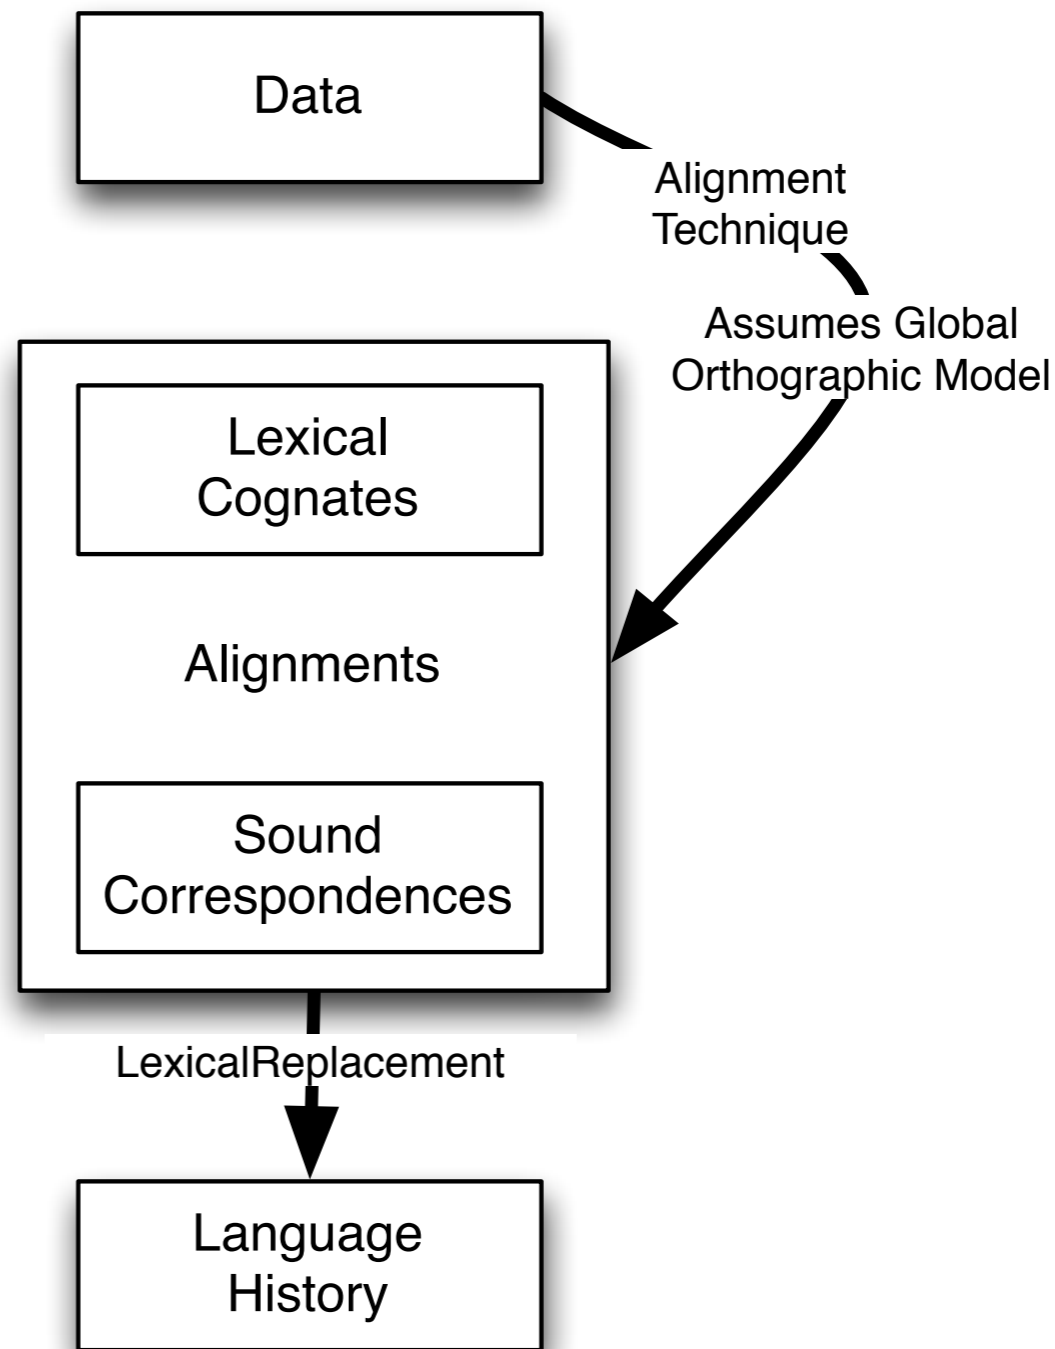 Data
Alignment
Technique
Assumes Global
Orthographic Model
Lexical
Cognates
Alignments
Sound
Correspondences
LexicalReplacement
Language
History